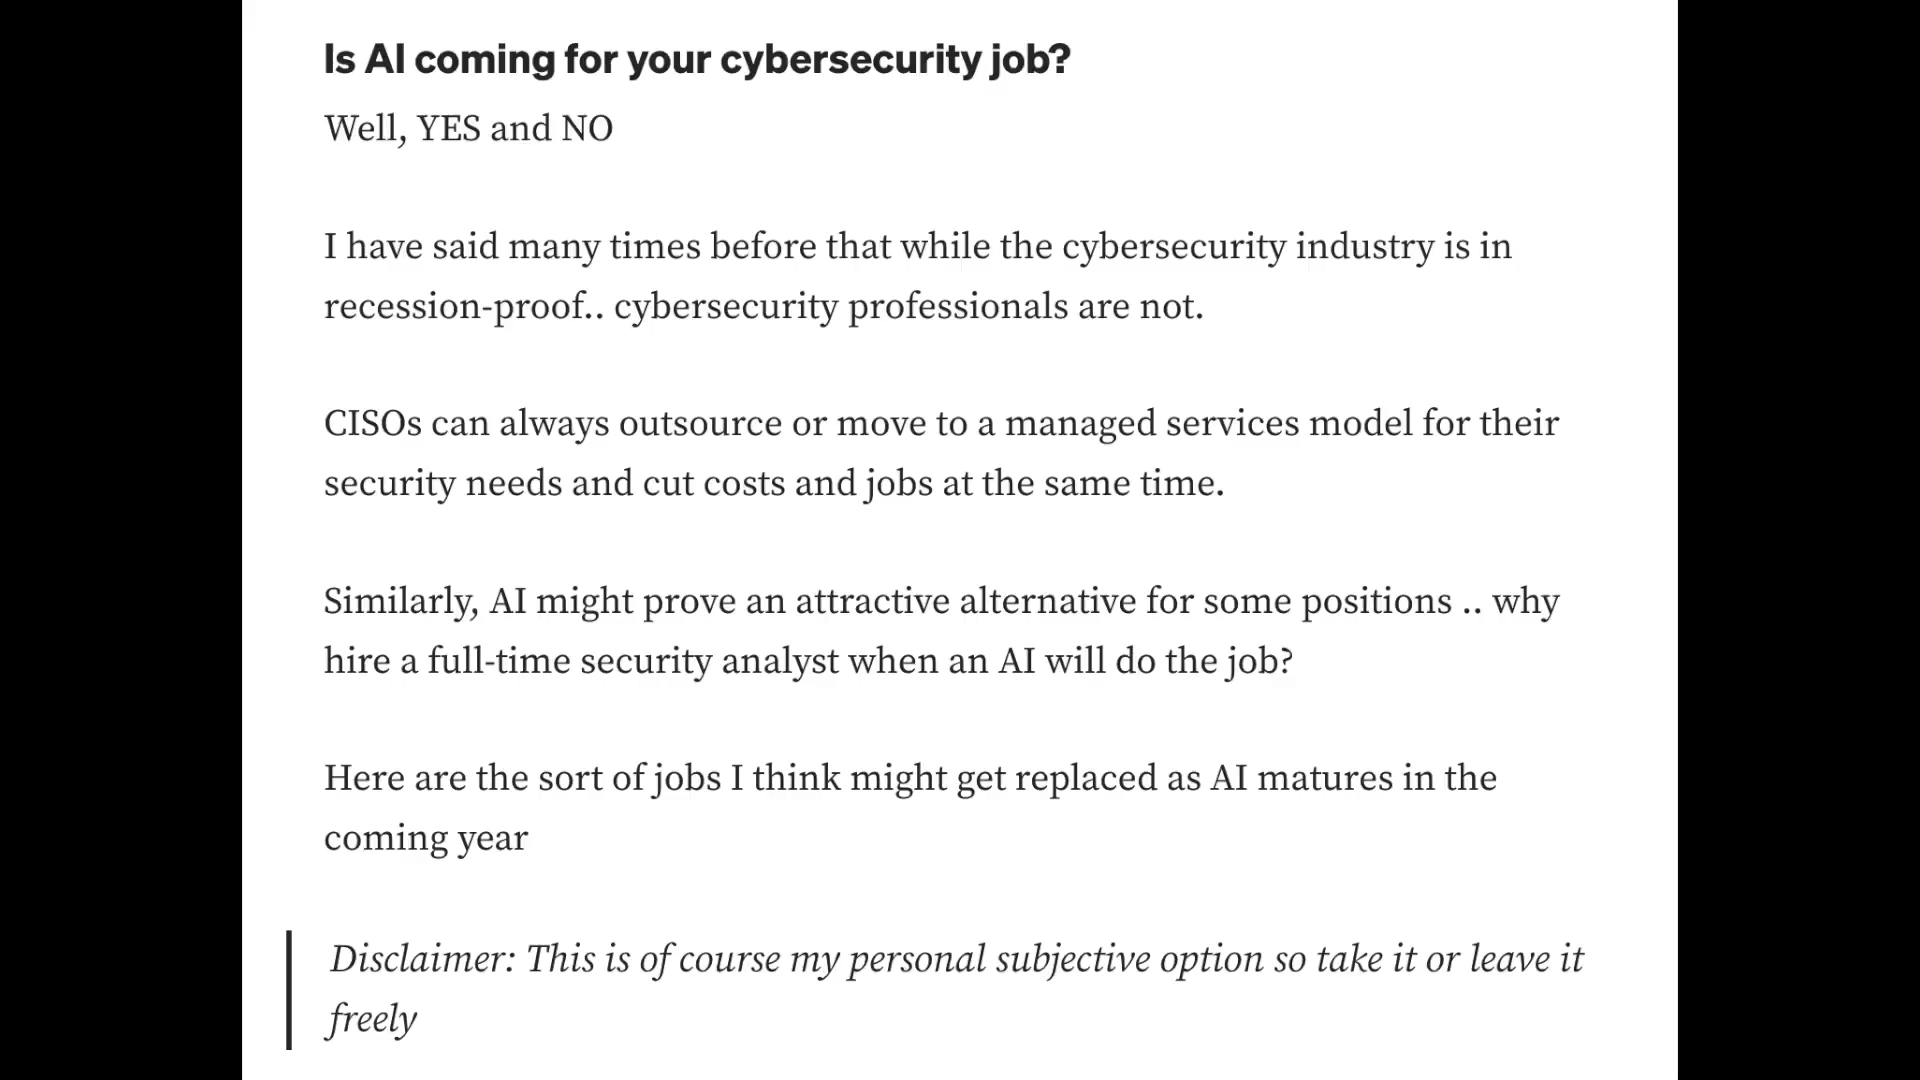 Is AI coming for your cybersecurity job?
Well, YES and NO
I have said many times before that while the cybersecurity industry is in
recession-proof.. cybersecurity professionals are not.
CISOs can always outsource or move to a managed services model for their
security needs and cut costs and jobs at the same time.
Similarly, AI might prove an attractive alternative for some positions .. why
hire a full-time security analyst when an AI will do the job?
Here are the sort of jobs I think might get replaced as AI matures in the
coming year
Disclaimer: This is of course my personal subjective option so take it or leave it
freely